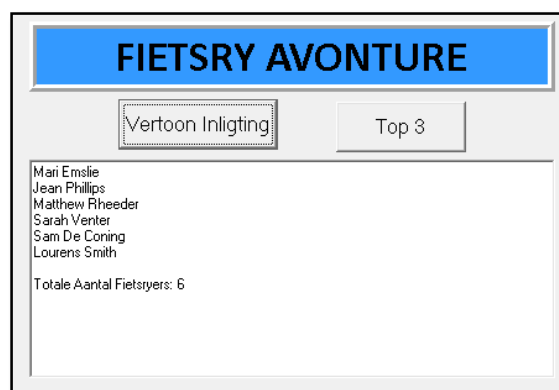 FIETSRY AVONTURE
Vertoon Inligting
Top 3
Mari Emslie
Jean Phillips
Matthew Rheeder
Sarah Venter
Sam De Coning
Lourens Smith
Totale Aantal Fietsryers: 6